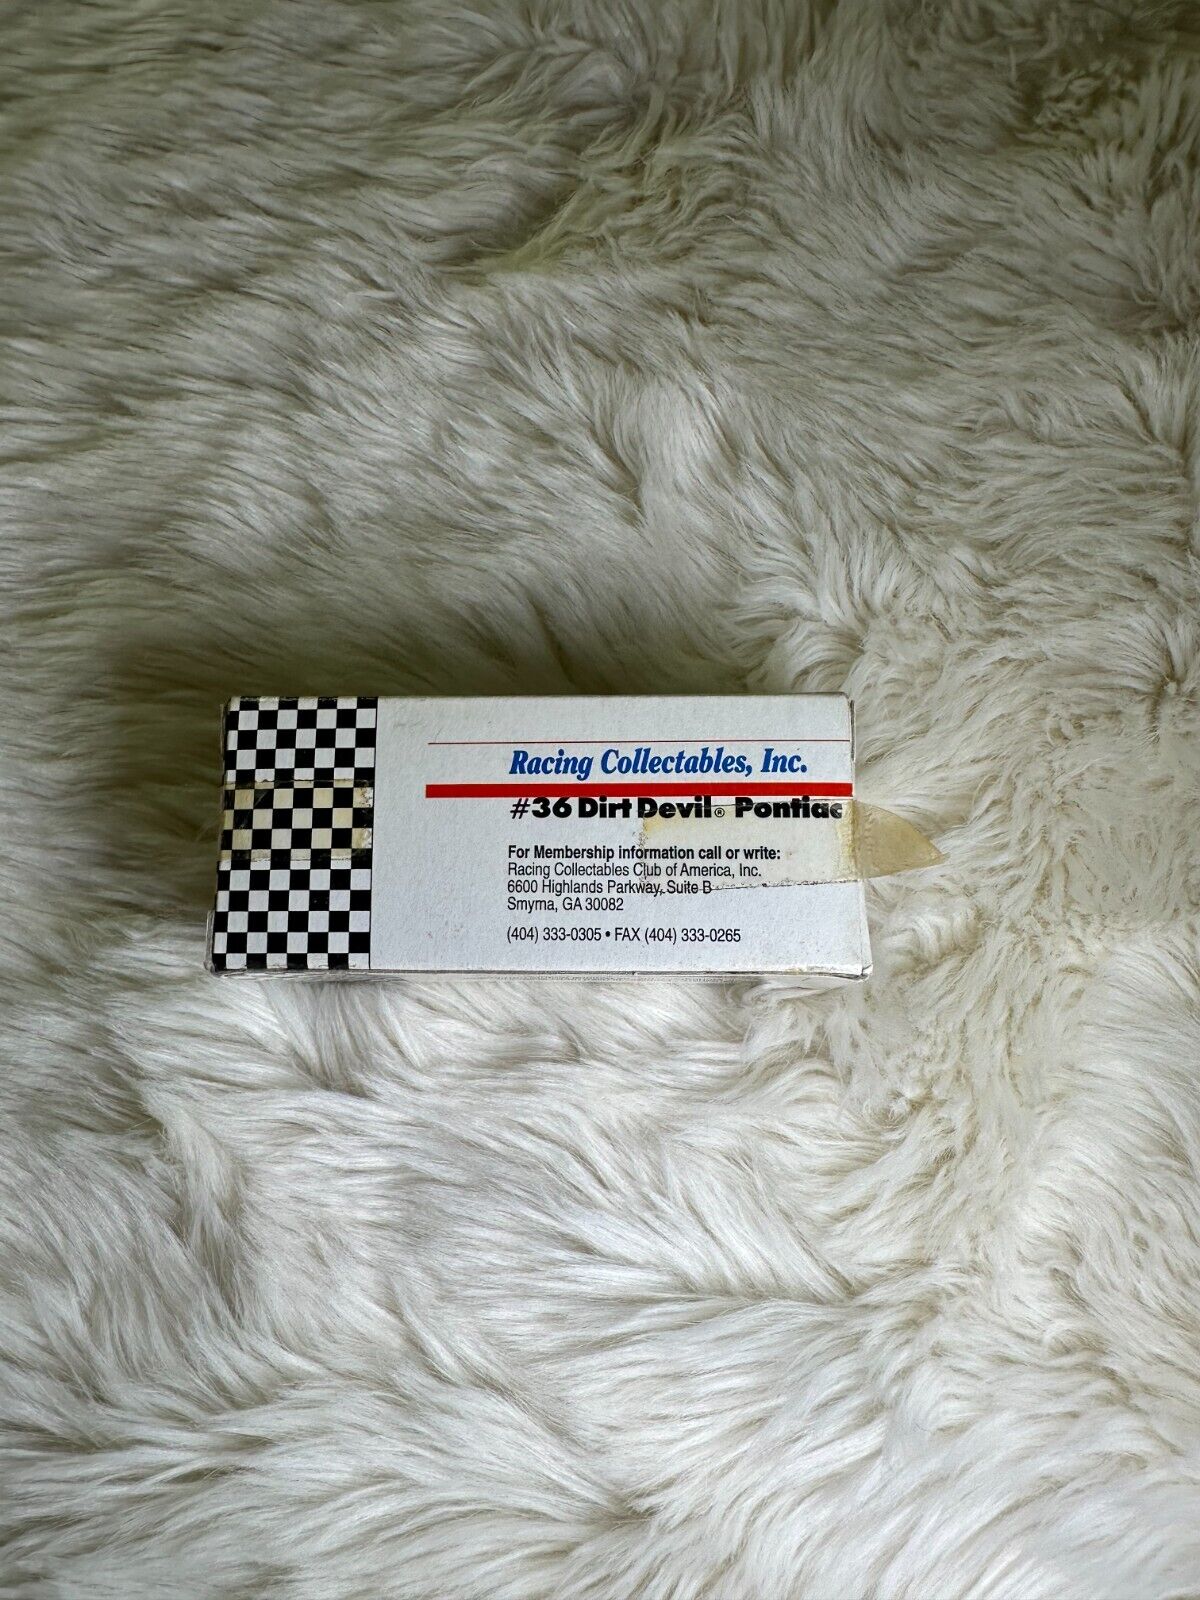 Racing Collectables, Inc.
#36 Dirt Devil® Pontiac
For Membership information call or write:
Racing Collectables Club of America, Inc.
6600 Highlands Parkway, Suite B
Smyrna, GA 30082
(404) 333-0305 • FAX (404) 333-0265